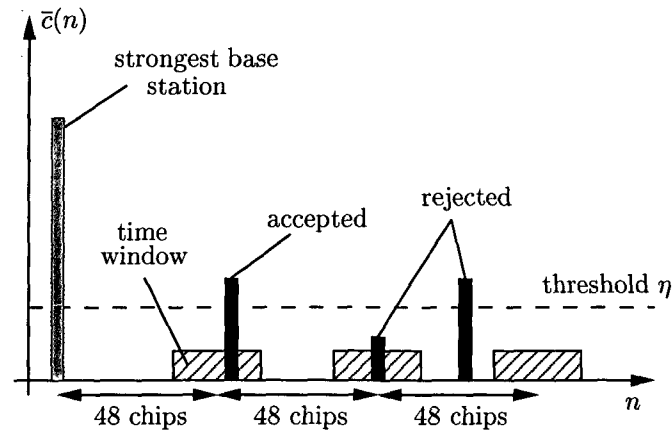 c̄(n)
strongest base
station
rejected
accepted
time
window
threshold η
n
48 chips
48 chips
48 chips